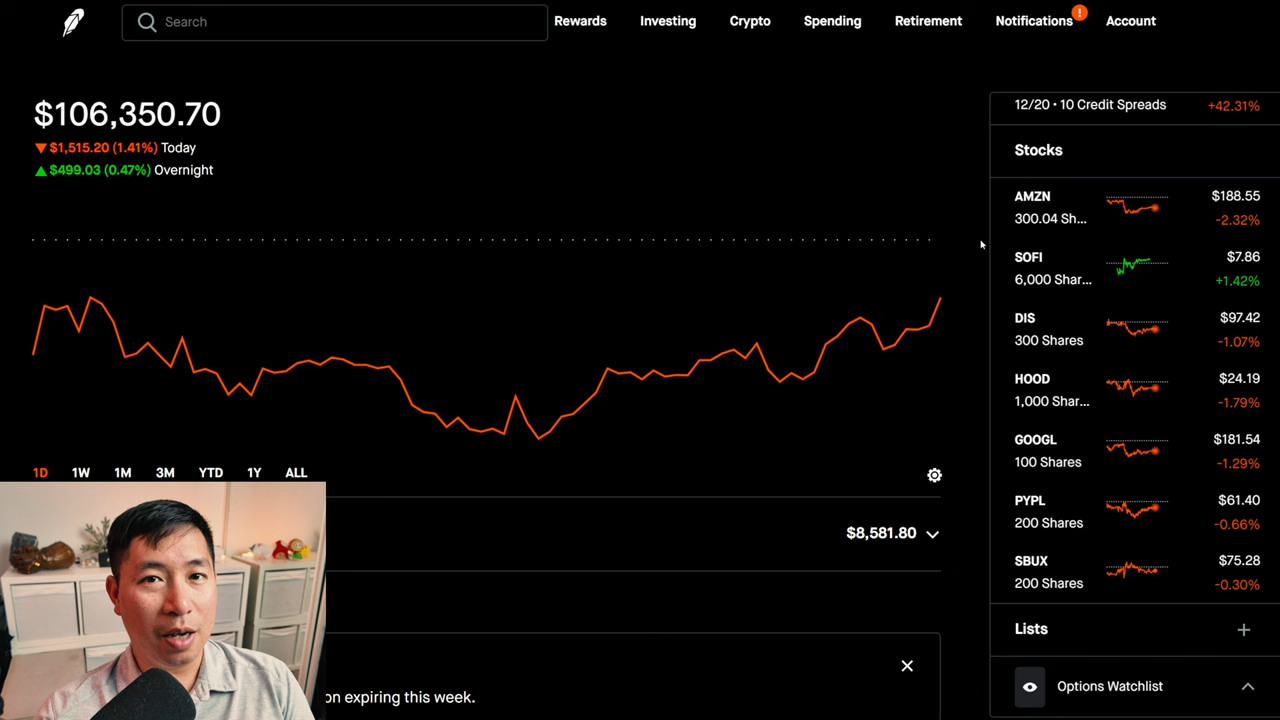 Search
Rewards
Investing
Crypto
Spending
Retirement
Notifications
!
Account
$106,350.70
$1,515.20 (1.41%) Today
$499.03 (0.47%) Overnight
1D 1W 1M 3M YTD 1Y ALL
$8,581.80
on expiring this week.
12/20 • 10 Credit Spreads +42.31%
Stocks
AMZN $188.55
300.04 Sh... -2.32%
SOFI $7.86
6,000 Shar... +1.42%
DIS $97.42
300 Shares -1.07%
HOOD $24.19
1,000 Shar... -1.79%
GOOGL $181.54
100 Shares -1.29%
PYPL $61.40
200 Shares -0.66%
SBUX $75.28
200 Shares -0.30%
Lists
Options Watchlist